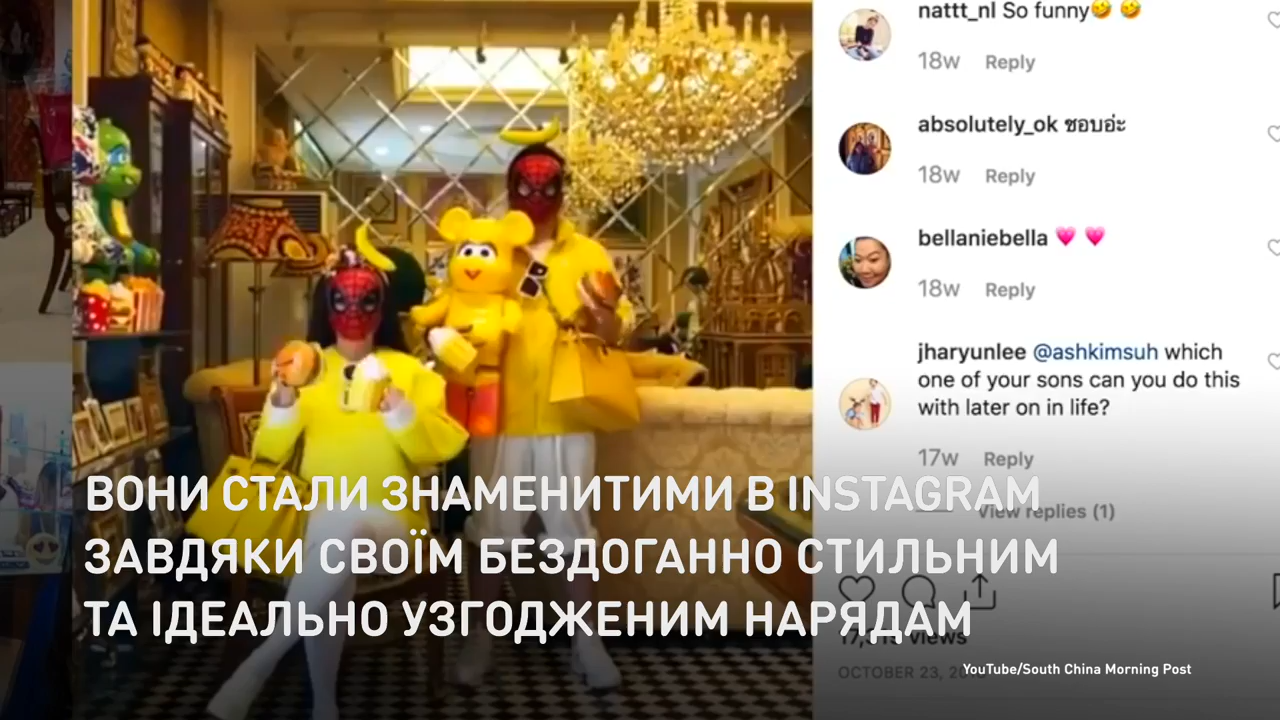 nattt_nl So funny🤣 🤣
18w Reply
absolutely_ok ชอบอ่ะ
18w Reply
bellaniebella 💗 💗
18w Reply
jharyunlee @ashkimsuh which
one of your sons can you do this
with later on in life?
17w Reply
View replies (1)
ВОНИ СТАЛИ ЗНАМЕНИТИМИ В INSTAGRAM
ЗАВДЯКИ СВОЇМ БЕЗДОГАННО СТИЛЬНИМ
ТА ІДЕАЛЬНО УЗГОДЖЕНИМ НАРЯДАМ
views
OCTOBER 23,
YouTube/South China Morning Post